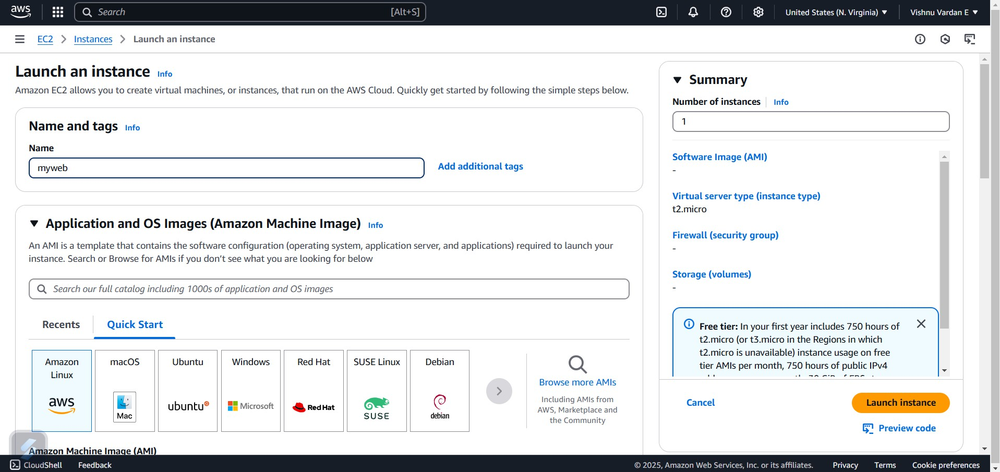 aws
Search
[Alt+S]
United States (N. Virginia)
Vishnu Vardan E
EC2
Instances
Launch an instance
Launch an instance Info
Amazon EC2 allows you to create virtual machines, or instances, that run on the AWS Cloud. Quickly get started by following the simple steps below.
Name and tags Info
Name
myweb
Add additional tags
Application and OS Images (Amazon Machine Image) Info
An AMI is a template that contains the software configuration (operating system, application server, and applications) required to launch your
instance. Search or Browse for AMIs if you don't see what you are looking for below
Search our full catalog including 1000s of application and OS images
Recents
Quick Start
Amazon
Linux
aws
macOS
Mac
Ubuntu
ubuntu
Windows
Microsoft
Red Hat
Red Hat
SUSE Linux
SUSE
Debian
debian
Browse more AMIs
Including AMIs from
AWS, Marketplace and
the Community
Amazon Machine Image (AMI)
Summary
Number of instances Info
1
Software Image (AMI)
-
Virtual server type (instance type)
t2.micro
Firewall (security group)
-
Storage (volumes)
-
Free tier: In your first year includes 750 hours of
t2.micro (or t3.micro in the Regions in which
t2.micro is unavailable) instance usage on free
tier AMIs per month, 750 hours of public IPv4
Cancel
Launch instance
Preview code
CloudShell
Feedback
© 2025, Amazon Web Services, Inc. or its affiliates.
Privacy
Terms
Cookie preferences